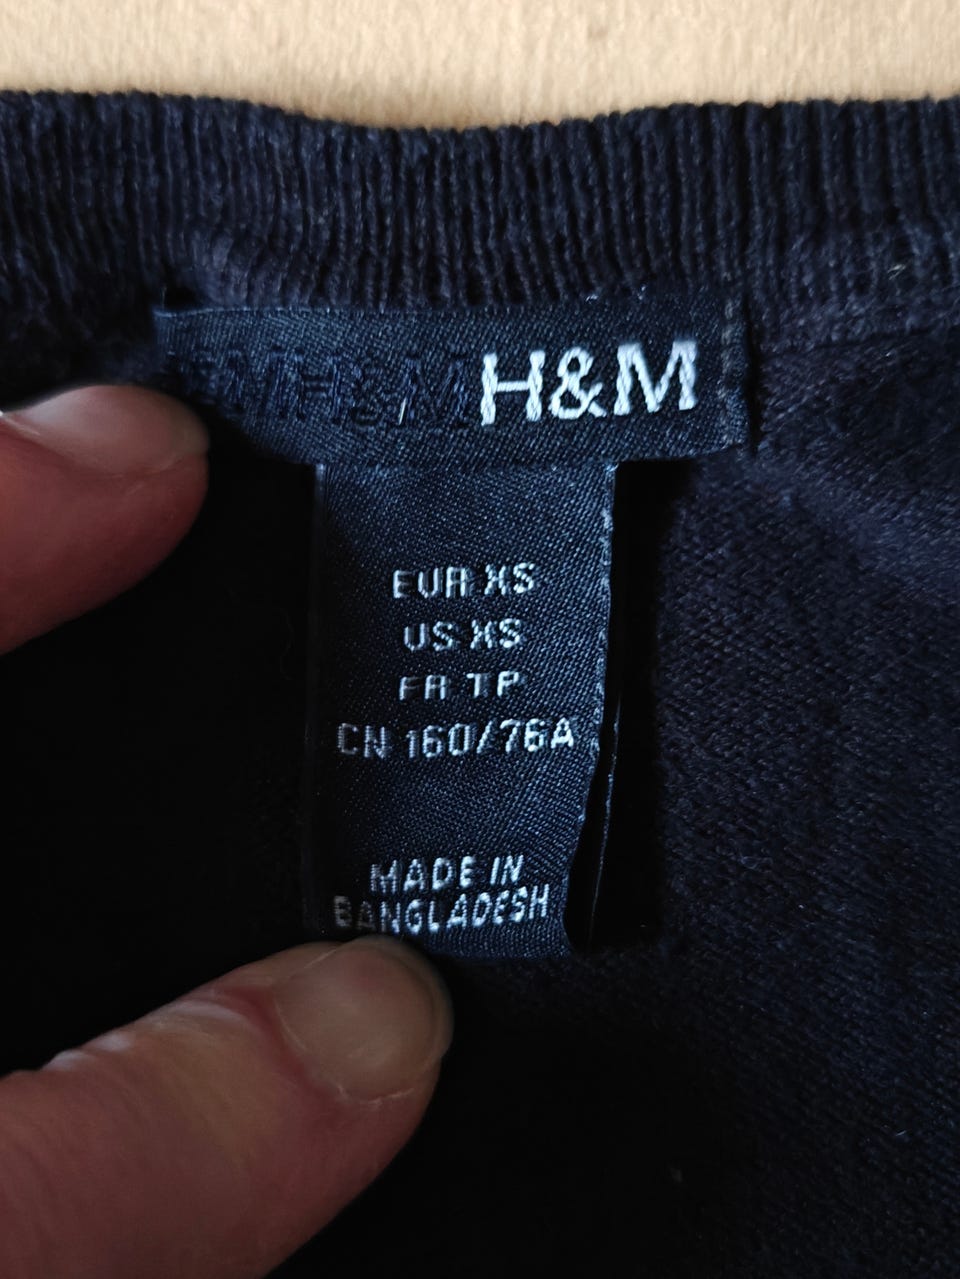 H&M H&M
EUR XS
US XS
FR TP
CN 160/76A
MADE IN
BANGLADESH